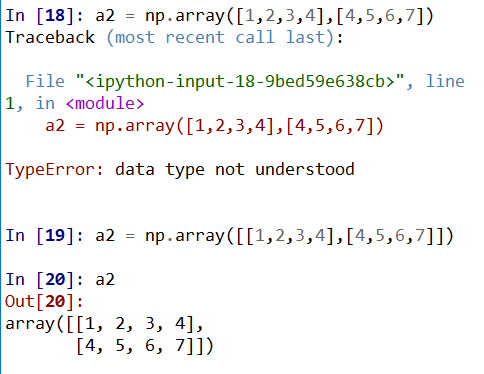 In [18]: a2 = np.array([1,2,3,4],[4,5,6,7])
Traceback (most recent call last):
  File "<ipython-input-18-9bed59e638cb>", line
1, in <module>
    a2 = np.array([1,2,3,4],[4,5,6,7])
TypeError: data type not understood
In [19]: a2 = np.array([[1,2,3,4],[4,5,6,7]])
In [20]: a2
Out[20]:
array([[1, 2, 3, 4],
       [4, 5, 6, 7]])